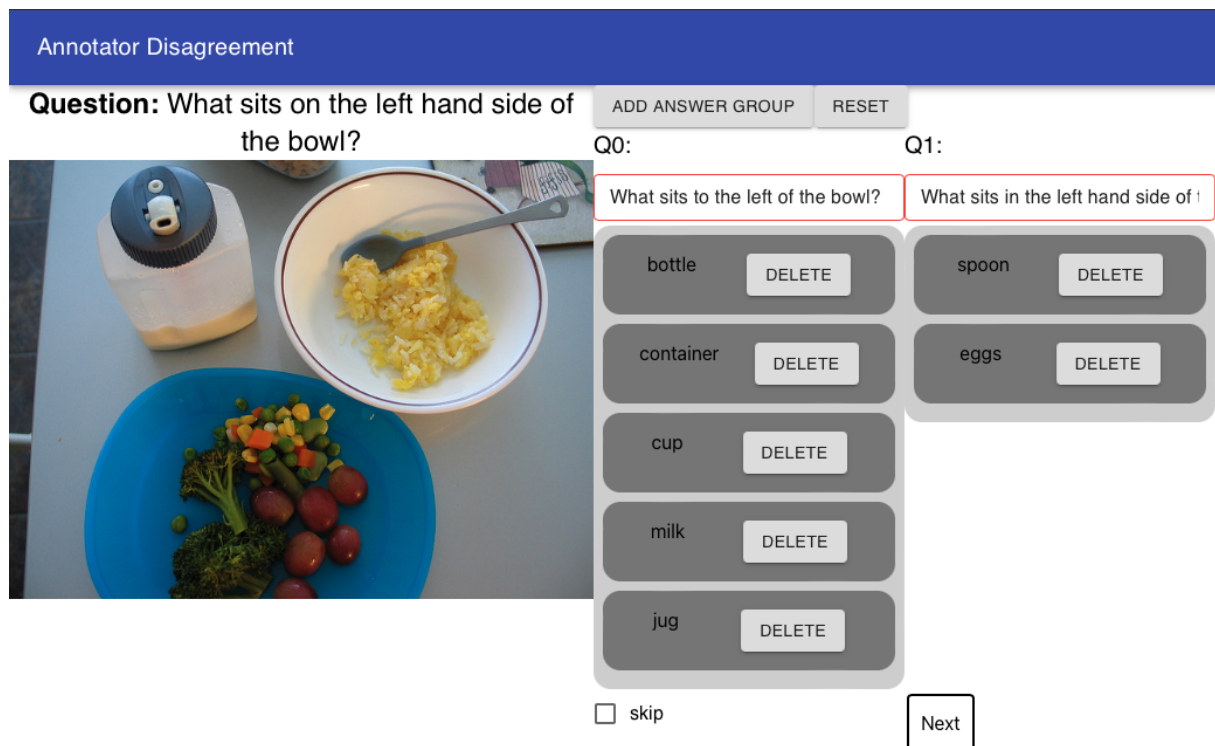 Annotator Disagreement
Question: What sits on the left hand side of
the bowl?
ADD ANSWER GROUP
RESET
Q0:
Q1:
What sits to the left of the bowl?
What sits in the left hand side of
bottle
DELETE
spoon
DELETE
container
DELETE
eggs
DELETE
cup
DELETE
milk
DELETE
jug
DELETE
skip
Next